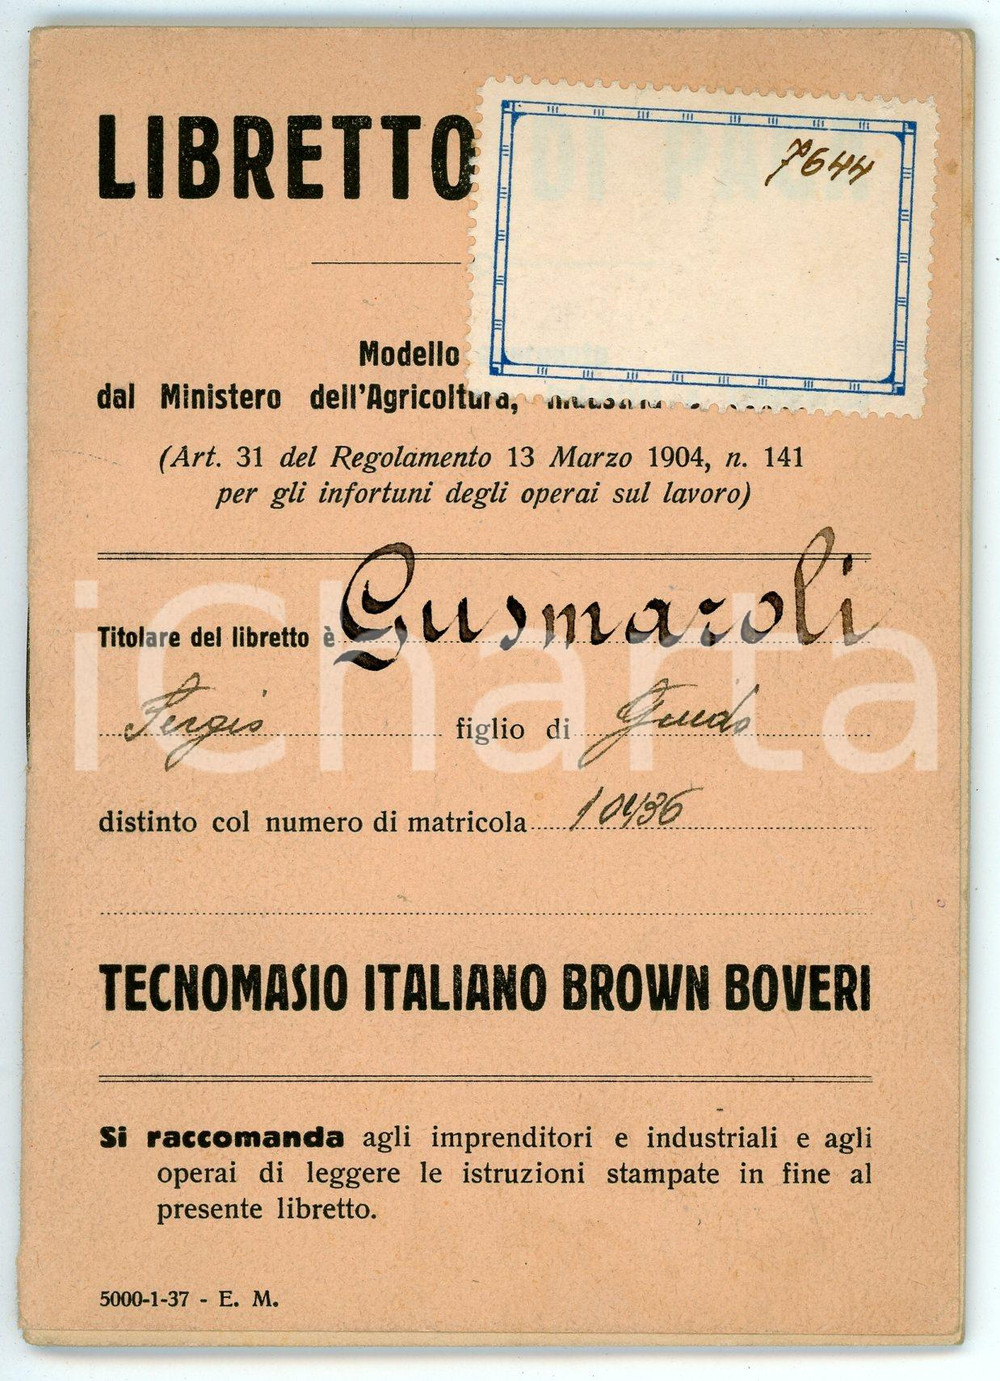 LIBRETTO DI PAGA
7644
Modello
dal Ministero dell'Agricoltura,
(Art. 31 del Regolamento 13 Marzo 1904, n. 141
per gli infortuni degli operai sul lavoro)
Titolare del libretto è Gusmaroli
Sergio figlio di Guido
distinto col numero di matricola 10436
TECNOMASIO ITALIANO BROWN BOVERI
Si raccomanda agli imprenditori e industriali e agli
operai di leggere le istruzioni stampate in fine al
presente libretto.
5000-1-37 - E. M.
iCharta